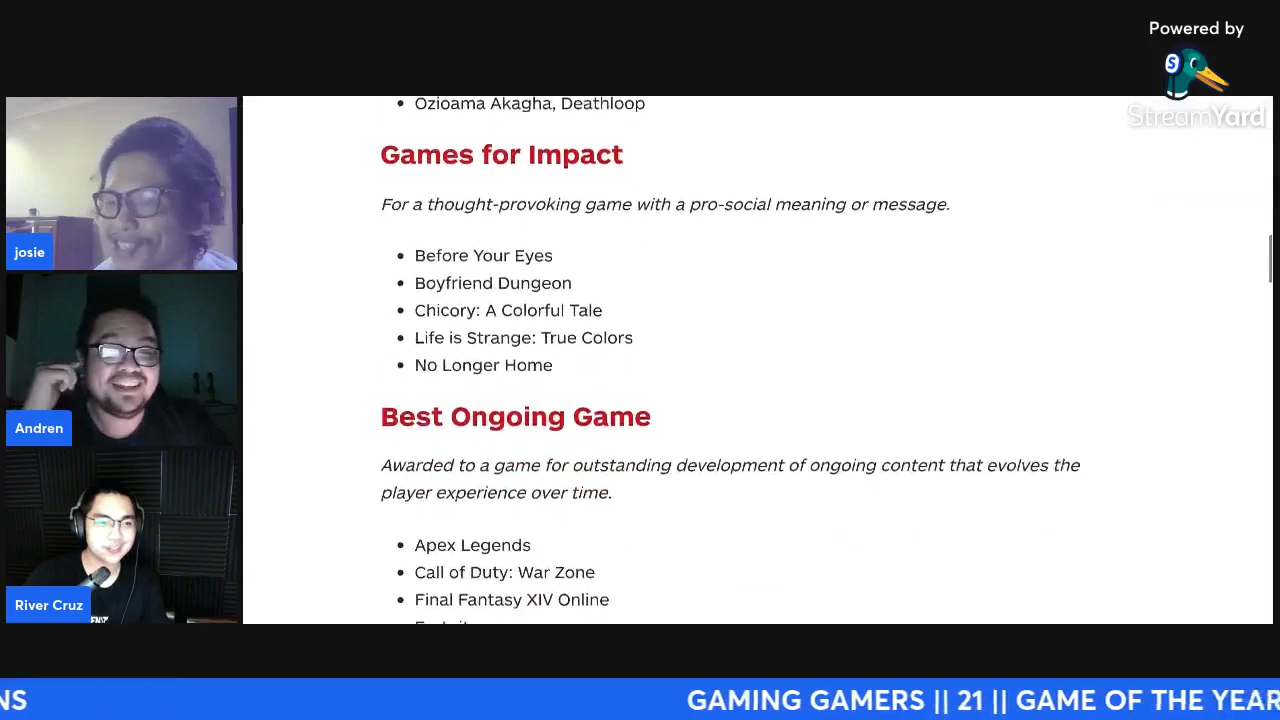 Powered by
StreamYard
josie
Andren
River Cruz
Ozioama Akagha, Deathloop
Games for Impact
For a thought-provoking game with a pro-social meaning or message.
Before Your Eyes
Boyfriend Dungeon
Chicory: A Colorful Tale
Life is Strange: True Colors
No Longer Home
Best Ongoing Game
Awarded to a game for outstanding development of ongoing content that evolves the
player experience over time.
Apex Legends
Call of Duty: War Zone
Final Fantasy XIV Online
NS
GAMING GAMERS || 21 || GAME OF THE YEAR